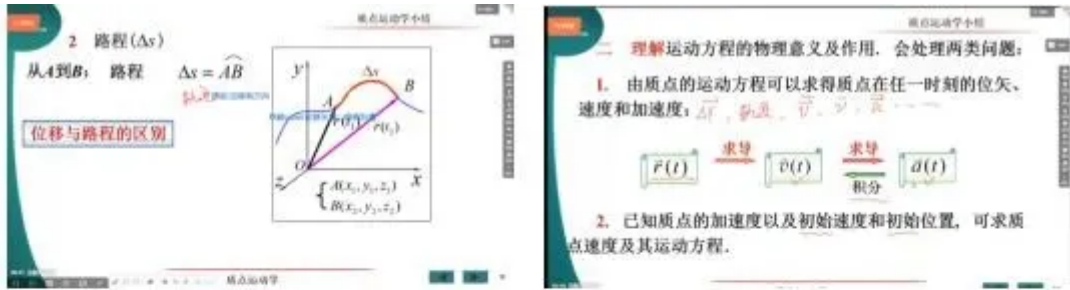 质点运动学小结
2 路程(Δs)
从A到B: 路程 Δs = AB
位移与路程的区别
y
Δs
B
A
r(t₁)
r(t₂)
O
z
x
A(x₁, y₁, z₁)
B(x₂, y₂, z₂)
质点运动学
质点运动学小结
二 理解运动方程的物理意义及作用. 会处理两类问题:
1. 由质点的运动方程可以求得质点在任一时刻的位矢、
速度和加速度;
求导 求导
r(t) v(t) a(t)
积分
2. 已知质点的加速度以及初始速度和初始位置, 可求质
点速度及其运动方程.